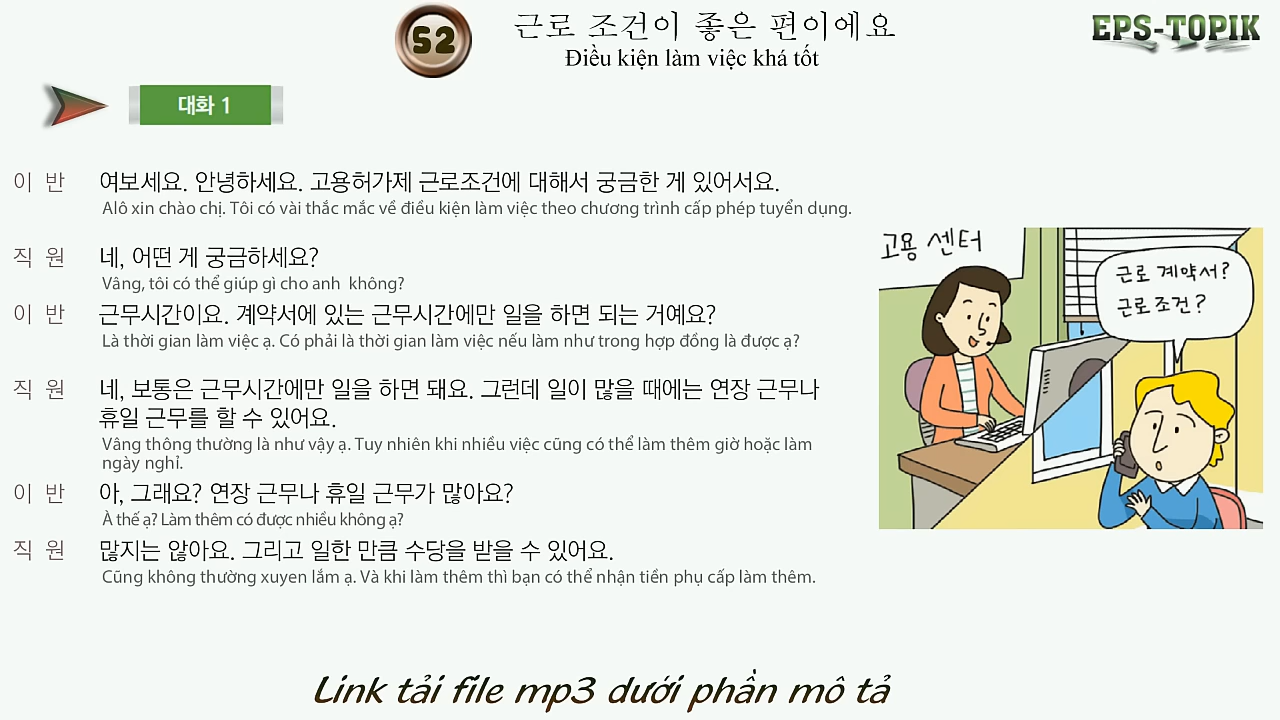 52
근로 조건이 좋은 편이에요
Điều kiện làm việc khá tốt
EPS-TOPIK
대화 1
이 반 여보세요. 안녕하세요. 고용허가제 근로조건에 대해서 궁금한 게 있어서요.
Alô xin chào chị. Tôi có vài thắc mắc về điều kiện làm việc theo chương trình cấp phép tuyển dụng.
직 원 네, 어떤 게 궁금하세요?
Vâng, tôi có thể giúp gì cho anh không?
이 반 근무시간이요. 계약서에 있는 근무시간에만 일을 하면 되는 거예요?
Là thời gian làm việc ạ. Có phải là thời gian làm việc nếu làm như trong hợp đồng là được ạ?
직 원 네, 보통은 근무시간에만 일을 하면 돼요. 그런데 일이 많을 때에는 연장 근무나
휴일 근무를 할 수 있어요.
Vâng thông thường là như vậy ạ. Tuy nhiên khi nhiều việc cũng có thể làm thêm giờ hoặc làm
ngày nghỉ.
이 반 아, 그래요? 연장 근무나 휴일 근무가 많아요?
À thế ạ? Làm thêm có được nhiều không ạ?
직 원 많지는 않아요. 그리고 일한 만큼 수당을 받을 수 있어요.
Cũng không thường xuyen lắm ạ. Và khi làm thêm thì bạn có thể nhận tiền phụ cấp làm thêm.
고용 센터
근로 계약서?
근로조건?
Link tải file mp3 dưới phần mô tả